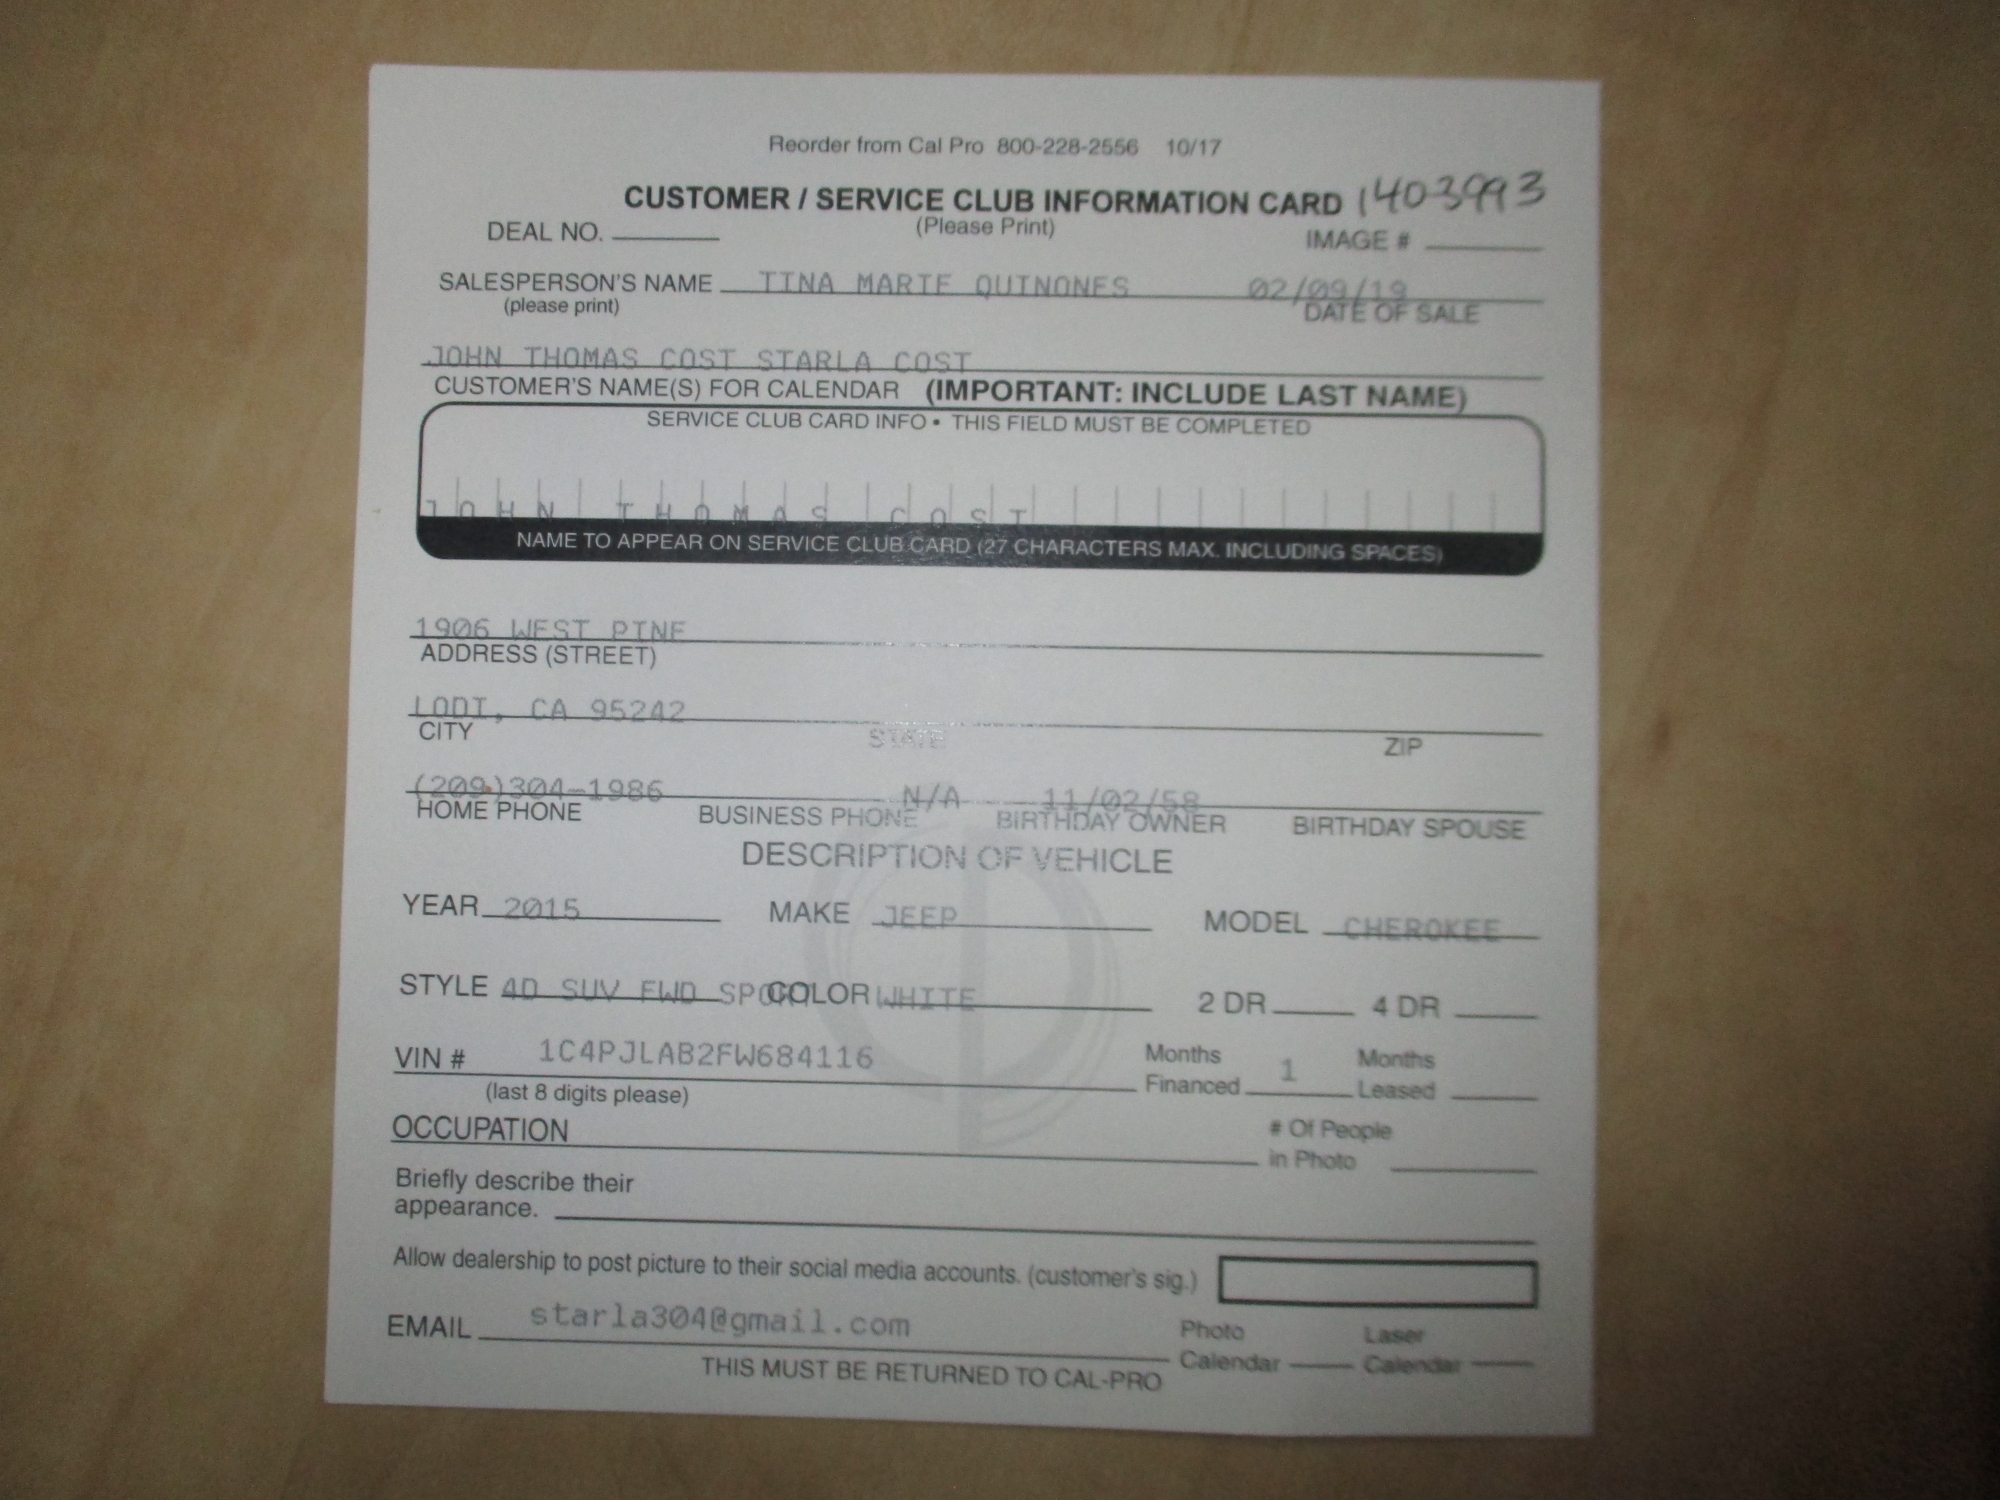 Reorder from Cal Pro 800-228-2556 10/17
CUSTOMER / SERVICE CLUB INFORMATION CARD 1403993
(Please Print)
DEAL NO. IMAGE #
SALESPERSON'S NAME TINA MARIE QUINONES 02/09/19
(please print) DATE OF SALE
JOHN THOMAS COST STARLA COST
CUSTOMER'S NAME(S) FOR CALENDAR (IMPORTANT: INCLUDE LAST NAME)
SERVICE CLUB CARD INFO • THIS FIELD MUST BE COMPLETED
JOHN THOMAS COST
NAME TO APPEAR ON SERVICE CLUB CARD (27 CHARACTERS MAX. INCLUDING SPACES)
1906 WEST PINE
ADDRESS (STREET)
LODI, CA 95242
CITY STATE ZIP
(209)304-1986 N/A 11/02/58
HOME PHONE BUSINESS PHONE BIRTHDAY OWNER BIRTHDAY SPOUSE
DESCRIPTION OF VEHICLE
YEAR 2015 MAKE JEEP MODEL CHEROKEE
STYLE 4D SUV FWD SPORT COLOR WHITE 2 DR 4 DR
VIN # 1C4PJLAB2FW684116 Months Financed 1 Months Leased
(last 8 digits please)
OCCUPATION # Of People in Photo
Briefly describe their
appearance.
Allow dealership to post picture to their social media accounts. (customer's sig.)
EMAIL starla304@gmail.com Photo Calendar Laser Calendar
THIS MUST BE RETURNED TO CAL-PRO